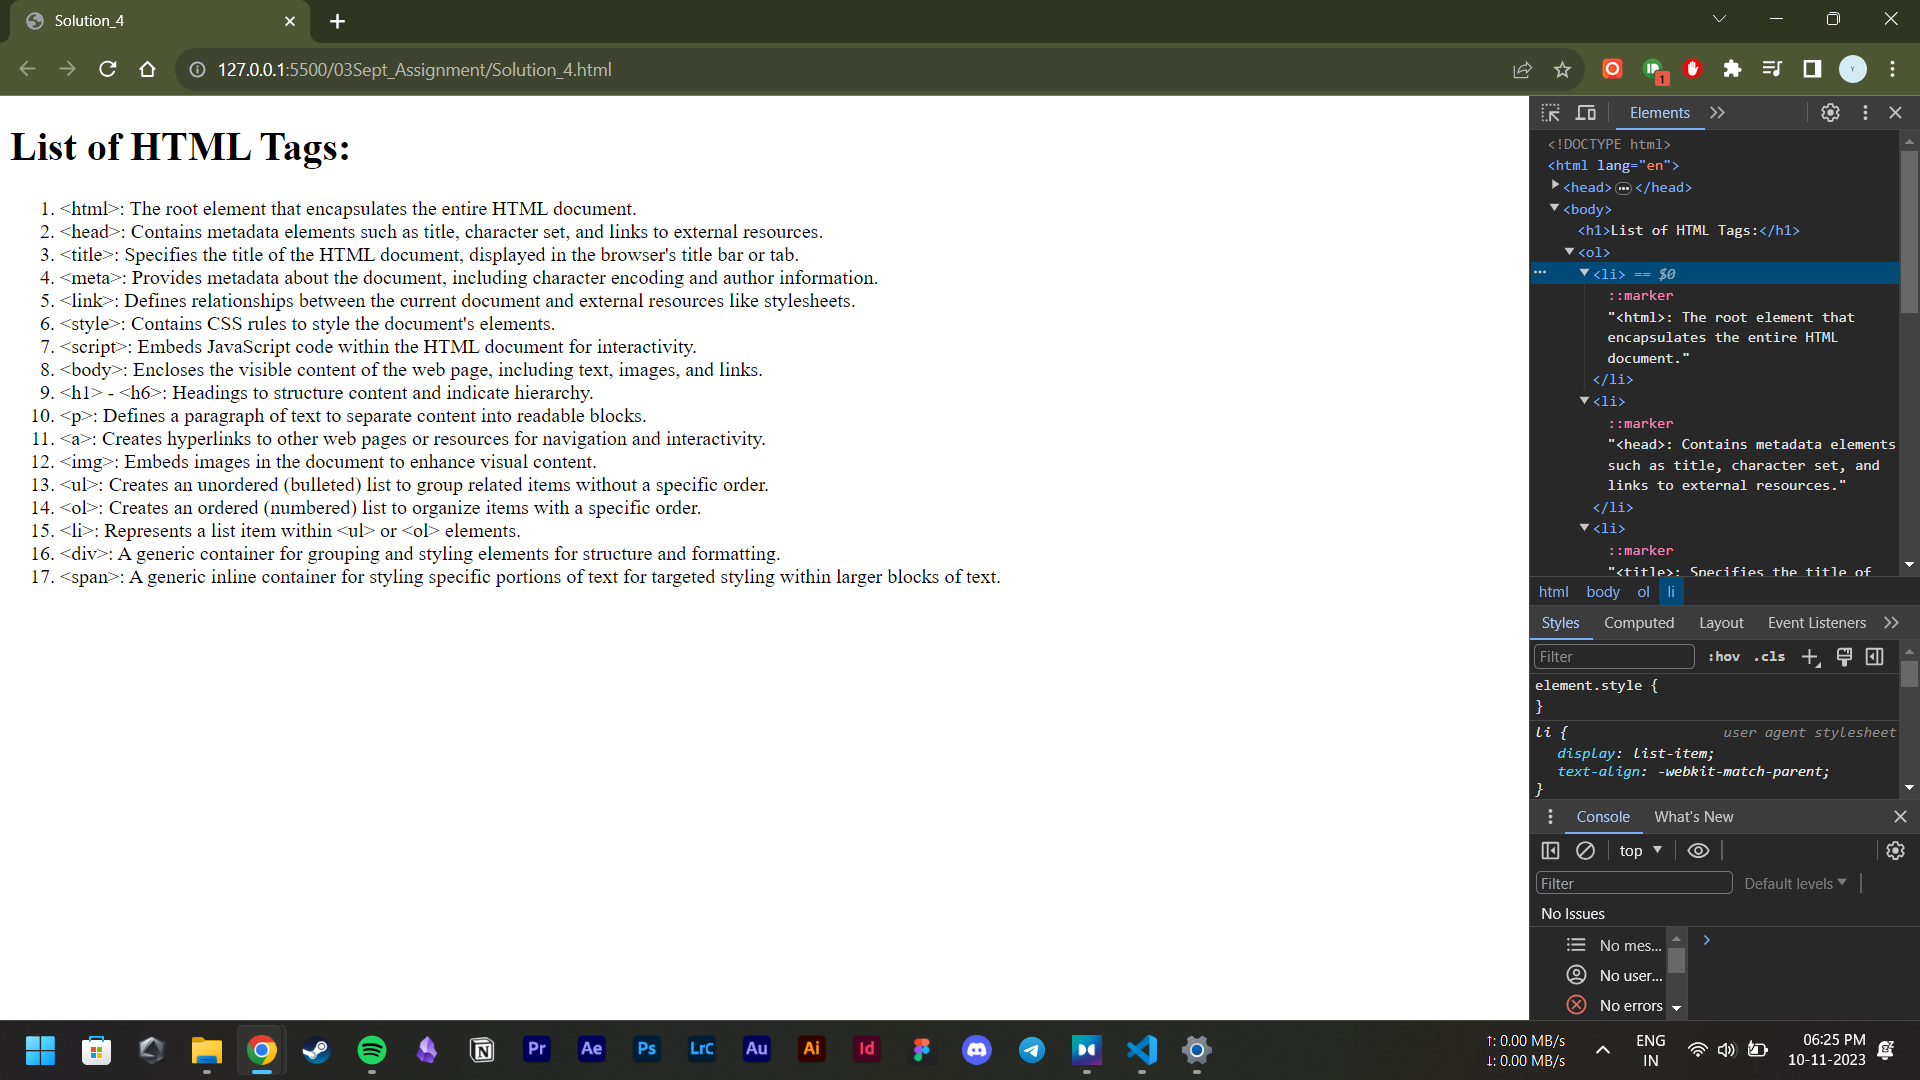 Solution_4
127.0.0.1:5500/03Sept_Assignment/Solution_4.html
1
Y
List of HTML Tags:
1. <html>: The root element that encapsulates the entire HTML document.
2. <head>: Contains metadata elements such as title, character set, and links to external resources.
3. <title>: Specifies the title of the HTML document, displayed in the browser's title bar or tab.
4. <meta>: Provides metadata about the document, including character encoding and author information.
5. <link>: Defines relationships between the current document and external resources like stylesheets.
6. <style>: Contains CSS rules to style the document's elements.
7. <script>: Embeds JavaScript code within the HTML document for interactivity.
8. <body>: Encloses the visible content of the web page, including text, images, and links.
9. <h1> - <h6>: Headings to structure content and indicate hierarchy.
10. <p>: Defines a paragraph of text to separate content into readable blocks.
11. <a>: Creates hyperlinks to other web pages or resources for navigation and interactivity.
12. <img>: Embeds images in the document to enhance visual content.
13. <ul>: Creates an unordered (bulleted) list to group related items without a specific order.
14. <ol>: Creates an ordered (numbered) list to organize items with a specific order.
15. <li>: Represents a list item within <ul> or <ol> elements.
16. <div>: A generic container for grouping and styling elements for structure and formatting.
17. <span>: A generic inline container for styling specific portions of text for targeted styling within larger blocks of text.
Elements
<!DOCTYPE html>
<html lang="en">
<head>…</head>
<body>
<h1>List of HTML Tags:</h1>
<ol>
<li> == $0
::marker
"<html>: The root element that
encapsulates the entire HTML
document."
</li>
<li>
::marker
"<head>: Contains metadata elements
such as title, character set, and
links to external resources."
</li>
<li>
::marker
"<title>: Specifies the title of
html body ol li
Styles Computed Layout Event Listeners
Filter :hov .cls
element.style {
}
li { user agent stylesheet
display: list-item;
text-align: -webkit-match-parent;
}
Console What's New
top
Filter Default levels
No Issues
No mes...
No user...
No errors
Pr Ae Ps LrC Au Ai Id
↑: 0.00 MB/s
↓: 0.00 MB/s
ENG
IN
06:25 PM
10-11-2023